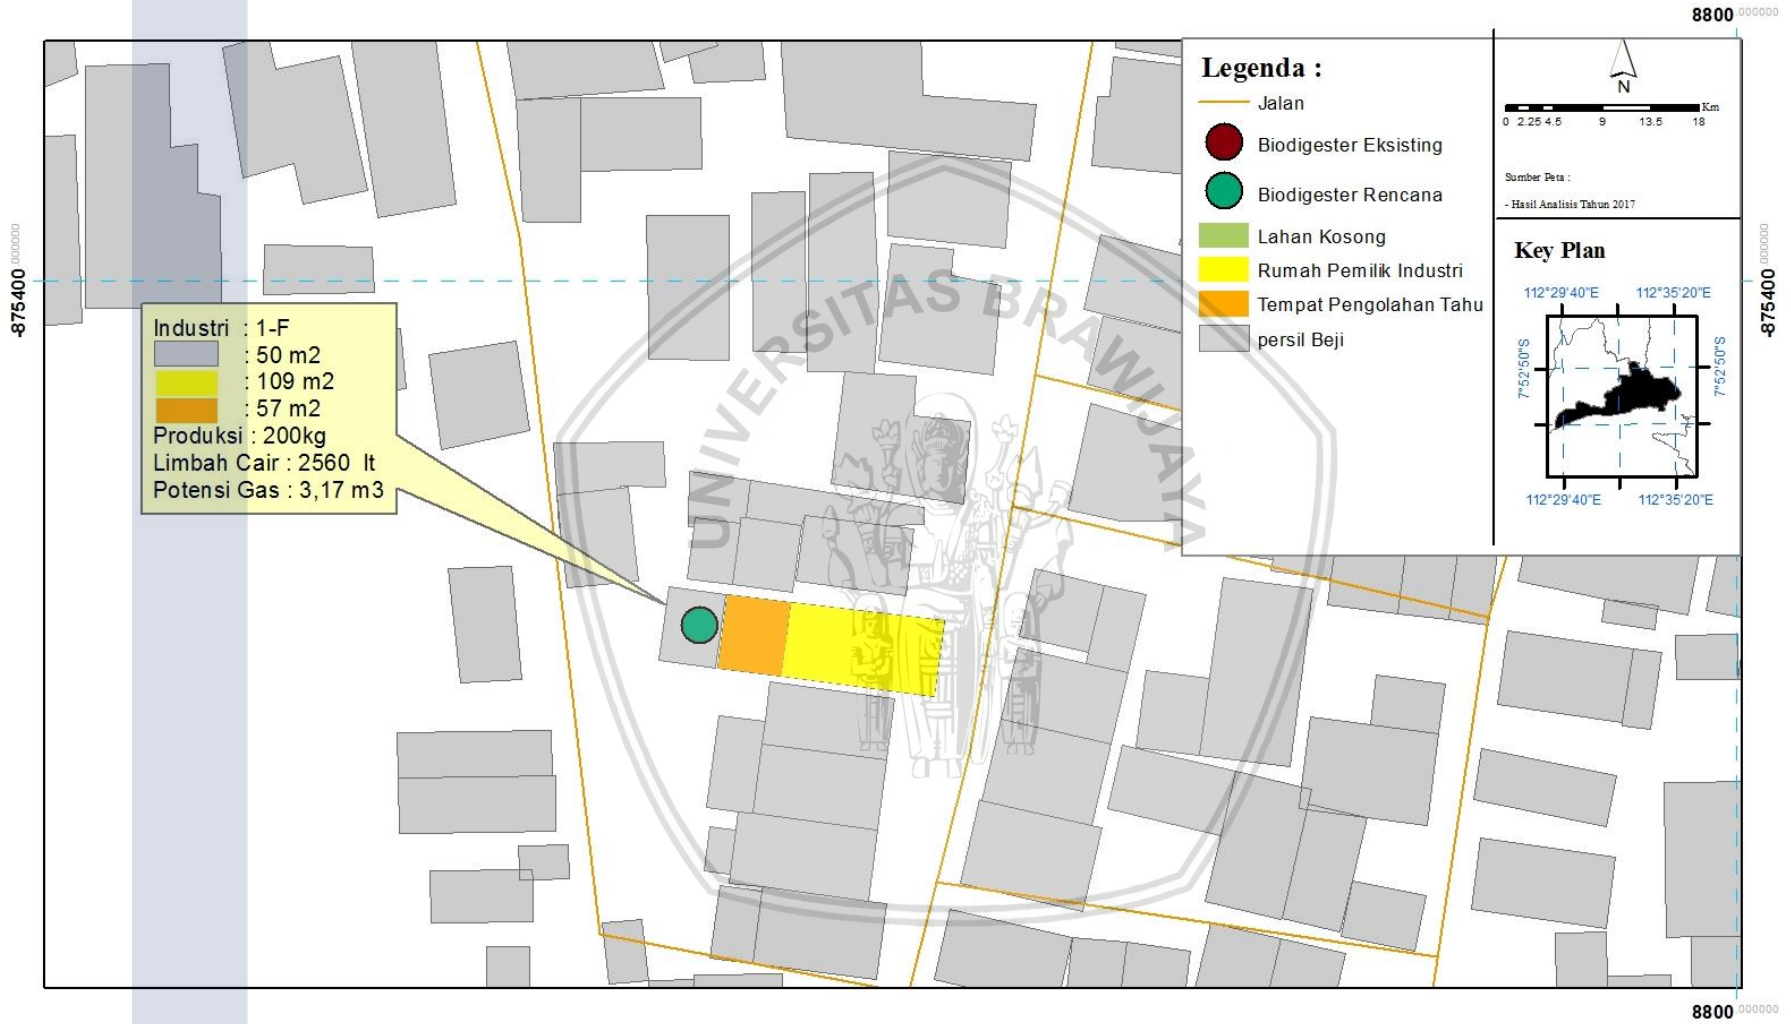 8800.000000
Legenda :
Jalan
Biodigester Eksisting
Biodigester Rencana
Lahan Kosong
Rumah Pemilik Industri
Tempat Pengolahan Tahu
persil Beji
N
Km
0 2.25 4.5 9 13.5 18
Sumber Peta :
- Hasil Analisis Tahun 2017
Key Plan
112°29'40"E 112°35'20"E
7°52'50"S
7°52'50"S
112°29'40"E 112°35'20"E
-875400.000000
-875400.000000
Industri : 1-F
: 50 m2
: 109 m2
: 57 m2
Produksi : 200kg
Limbah Cair : 2560 lt
Potensi Gas : 3,17 m3
UNIVERSITAS BRAWIJAYA
8800.000000